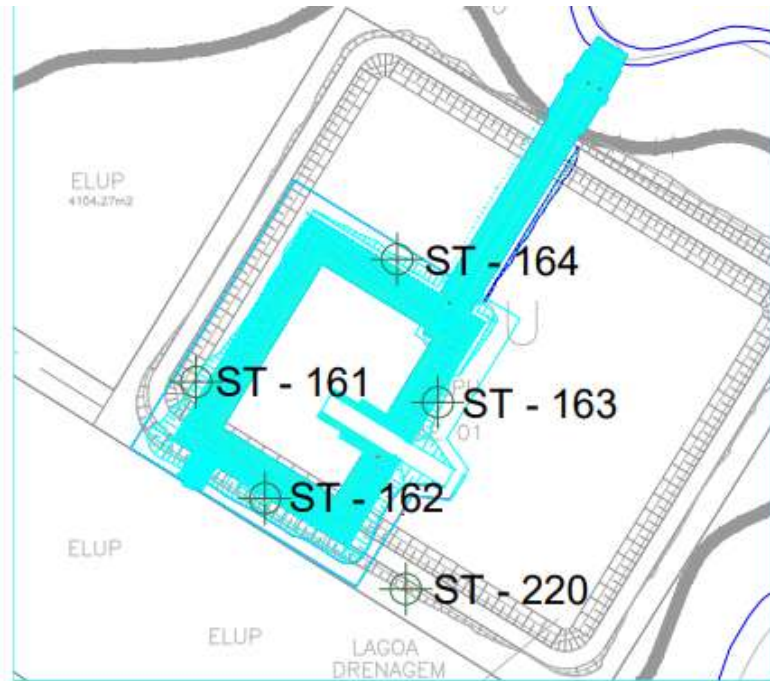 ELUP
4104.27m2
ST - 164
U
ST - 161
ST - 163
01
ST - 162
ELUP
ST - 220
ELUP
LAGOA
DRENAGEM